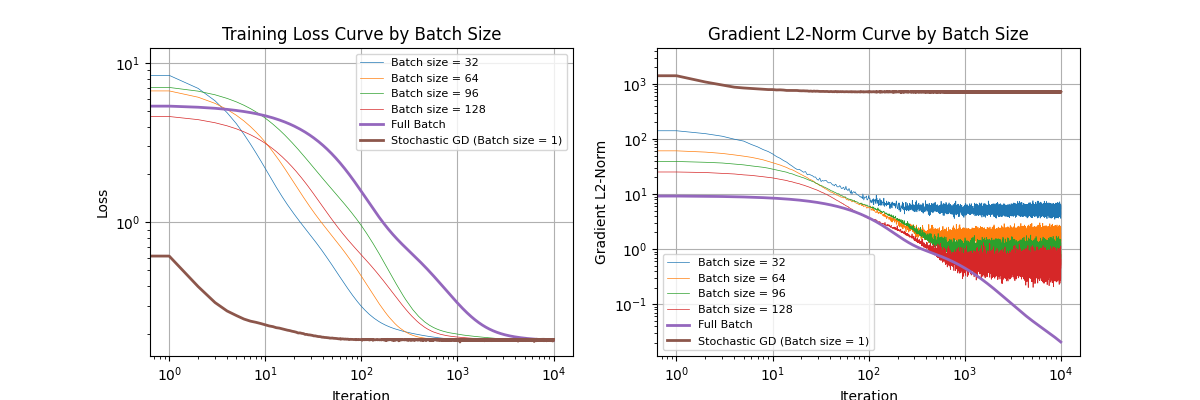 Training Loss Curve by Batch Size
Loss
10¹
10⁰
Batch size = 32
Batch size = 64
Batch size = 96
Batch size = 128
Full Batch
Stochastic GD (Batch size = 1)
10⁰ 10¹ 10² 10³ 10⁴
Iteration
Gradient L2-Norm Curve by Batch Size
Gradient L2-Norm
10³
10²
10¹
10⁰
10⁻¹
Batch size = 32
Batch size = 64
Batch size = 96
Batch size = 128
Full Batch
Stochastic GD (Batch size = 1)
10⁰ 10¹ 10² 10³ 10⁴
Iteration